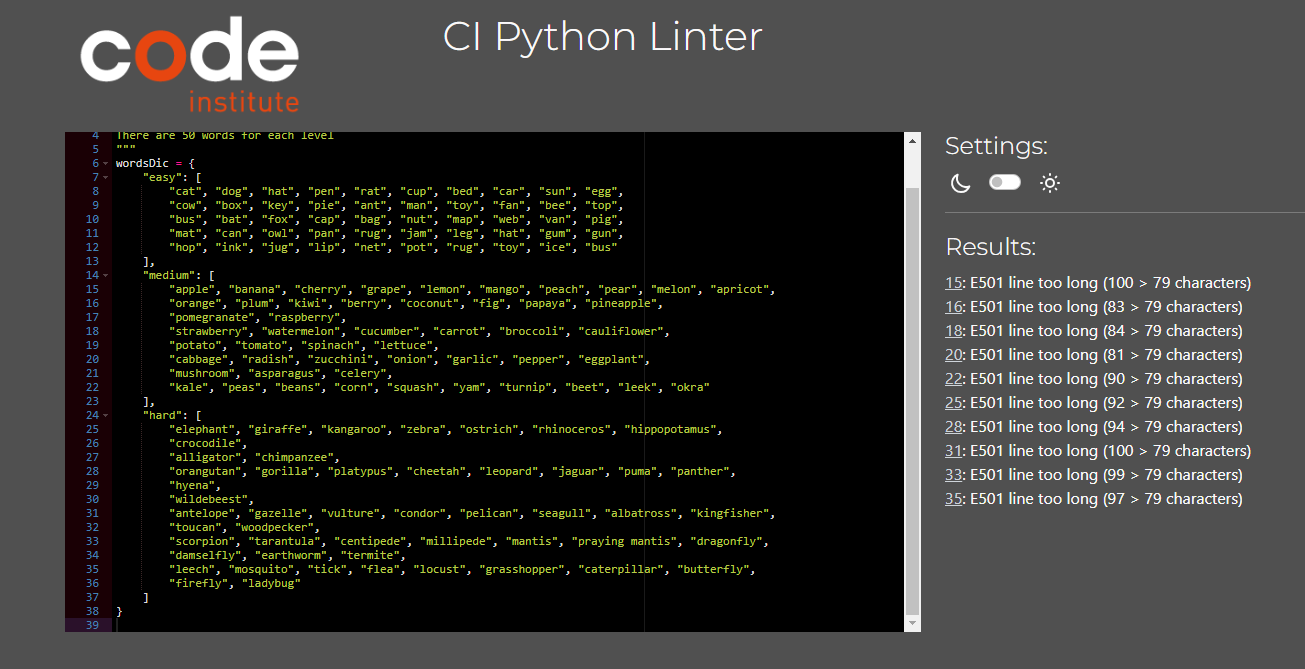 code
institute
CI Python Linter
4 There are 50 words for each level
5 """
6 wordsDic = {
7 "easy": [
8 "cat", "dog", "hat", "pen", "rat", "cup", "bed", "car", "sun", "egg",
9 "cow", "box", "key", "pie", "ant", "man", "toy", "fan", "bee", "top",
10 "bus", "bat", "fox", "cap", "bag", "nut", "map", "web", "van", "pig",
11 "mat", "can", "owl", "pan", "rug", "jam", "leg", "hat", "gum", "gun",
12 "hop", "ink", "jug", "lip", "net", "pot", "rug", "toy", "ice", "bus"
13 ],
14 "medium": [
15 "apple", "banana", "cherry", "grape", "lemon", "mango", "peach", "pear", "melon", "apricot",
16 "orange", "plum", "kiwi", "berry", "coconut", "fig", "papaya", "pineapple",
17 "pomegranate", "raspberry",
18 "strawberry", "watermelon", "cucumber", "carrot", "broccoli", "cauliflower",
19 "potato", "tomato", "spinach", "lettuce",
20 "cabbage", "radish", "zucchini", "onion", "garlic", "pepper", "eggplant",
21 "mushroom", "asparagus", "celery",
22 "kale", "peas", "beans", "corn", "squash", "yam", "turnip", "beet", "leek", "okra"
23 ],
24 "hard": [
25 "elephant", "giraffe", "kangaroo", "zebra", "ostrich", "rhinoceros", "hippopotamus",
26 "crocodile",
27 "alligator", "chimpanzee",
28 "orangutan", "gorilla", "platypus", "cheetah", "leopard", "jaguar", "puma", "panther",
29 "hyena",
30 "wildebeest",
31 "antelope", "gazelle", "vulture", "condor", "pelican", "seagull", "albatross", "kingfisher",
32 "toucan", "woodpecker",
33 "scorpion", "tarantula", "centipede", "millipede", "mantis", "praying mantis", "dragonfly",
34 "damselfly", "earthworm", "termite",
35 "leech", "mosquito", "tick", "flea", "locust", "grasshopper", "caterpillar", "butterfly",
36 "firefly", "ladybug"
37 ]
38 }
39
Settings:
Results:
15: E501 line too long (100 > 79 characters)
16: E501 line too long (83 > 79 characters)
18: E501 line too long (84 > 79 characters)
20: E501 line too long (81 > 79 characters)
22: E501 line too long (90 > 79 characters)
25: E501 line too long (92 > 79 characters)
28: E501 line too long (94 > 79 characters)
31: E501 line too long (100 > 79 characters)
33: E501 line too long (99 > 79 characters)
35: E501 line too long (97 > 79 characters)